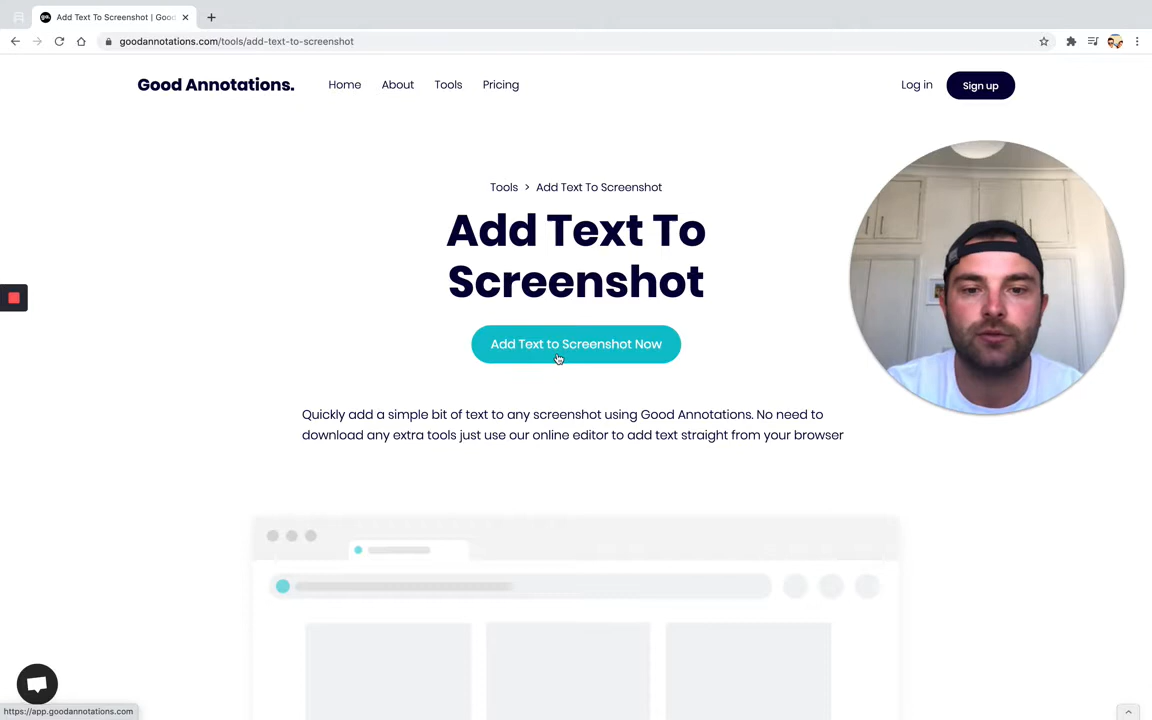 Add Text To Screenshot | Good
goodannotations.com/tools/add-text-to-screenshot
Good Annotations.
Home
About
Tools
Pricing
Log in
Sign up
Tools > Add Text To Screenshot
Add Text To
Screenshot
Add Text to Screenshot Now
Quickly add a simple bit of text to any screenshot using Good Annotations. No need to
download any extra tools just use our online editor to add text straight from your browser
https://app.goodannotations.com